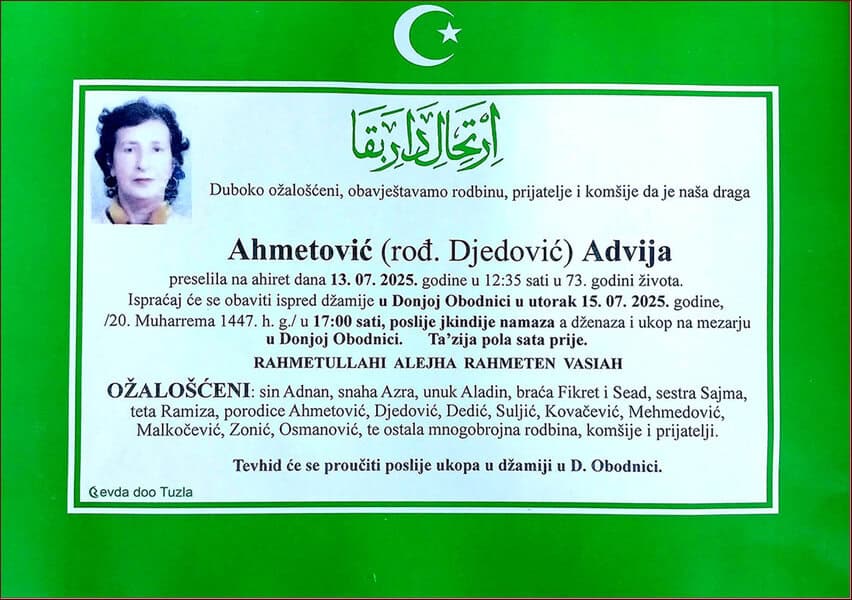 اِرْتِحَالِ دَارِ بَقَا
Duboko ožalošćeni, obavještavamo rodbinu, prijatelje i komšije da je naša draga
Ahmetović (rođ. Djedović) Advija
preselila na ahiret dana 13. 07. 2025. godine u 12:35 sati u 73. godini života.
Ispraćaj će se obaviti ispred džamije u Donjoj Obodnici u utorak 15. 07. 2025. godine,
/20. Muharrema 1447. h. g./ u 17:00 sati, poslije jkindije namaza a dženaza i ukop na mezarju
u Donjoj Obodnici. Ta'zija pola sata prije.
RAHMETULLAHI ALEJHA RAHMETEN VASIAH
OŽALOŠĆENI: sin Adnan, snaha Azra, unuk Aladin, braća Fikret i Sead, sestra Sajma,
teta Ramiza, porodice Ahmetović, Djedović, Dedić, Suljić, Kovačević, Mehmedović,
Malkočević, Zonić, Osmanović, te ostala mnogobrojna rodbina, komšije i prijatelji.
Tevhid će se proučiti poslije ukopa u džamiji u D. Obodnici.
Sevda doo Tuzla